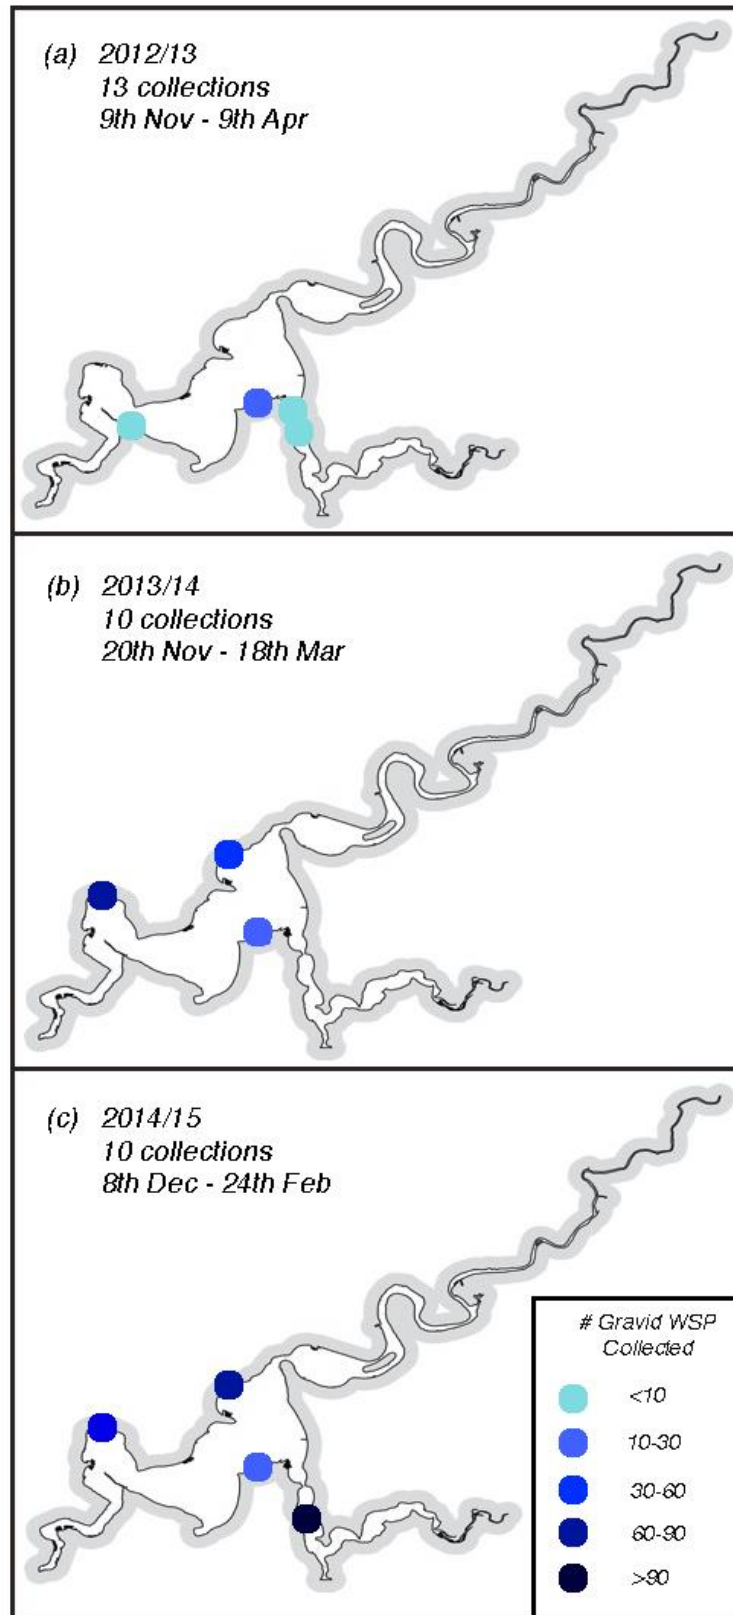 (a) 2012/13
13 collections
9th Nov - 9th Apr
(b) 2013/14
10 collections
20th Nov - 18th Mar
(c) 2014/15
10 collections
8th Dec - 24th Feb
# Gravid WSP
Collected
<10
10-30
30-60
60-90
>90